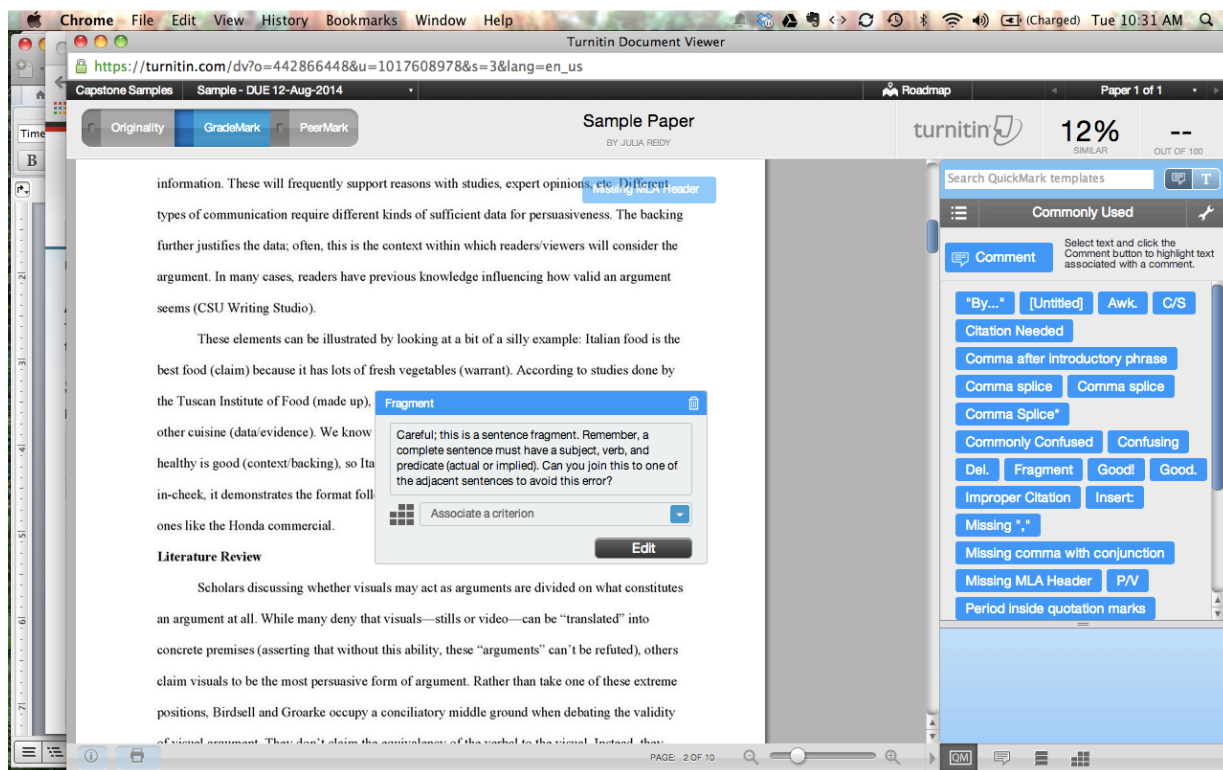 Chrome File Edit View History Bookmarks Window Help (Charged) Tue 10:31 AM
Turnitin Document Viewer
https://turnitin.com/dv?o=442866448&u=1017608978&s=3&lang=en_us
Capstone Samples Sample - DUE 12-Aug-2014 Roadmap Paper 1 of 1
Originality GradeMark PeerMark
Sample Paper
BY JULIA REIDY
turnitin
12%
SIMILAR
--
OUT OF 100
Time
B
information. These will frequently support reasons with studies, expert opinions, etc. Different
Missing MLA Header
types of communication require different kinds of sufficient data for persuasiveness. The backing
further justifies the data; often, this is the context within which readers/viewers will consider the
argument. In many cases, readers have previous knowledge influencing how valid an argument
seems (CSU Writing Studio).
These elements can be illustrated by looking at a bit of a silly example: Italian food is the
best food (claim) because it has lots of fresh vegetables (warrant). According to studies done by
the Tuscan Institute of Food (made up),
other cuisine (data/evidence). We know
healthy is good (context/backing), so Ita
in-cheek, it demonstrates the format foll
ones like the Honda commercial.
Fragment
Careful; this is a sentence fragment. Remember, a
complete sentence must have a subject, verb, and
predicate (actual or implied). Can you join this to one of
the adjacent sentences to avoid this error?
Associate a criterion
Edit
Literature Review
Scholars discussing whether visuals may act as arguments are divided on what constitutes
an argument at all. While many deny that visuals—stills or video—can be “translated” into
concrete premises (asserting that without this ability, these “arguments” can’t be refuted), others
claim visuals to be the most persuasive form of argument. Rather than take one of these extreme
positions, Birdsell and Groarke occupy a conciliatory middle ground when debating the validity
of visual argument. They don’t claim the equivalency of the verbal to the visual. Instead, they
PAGE: 2 OF 10
Search QuickMark templates
T
Commonly Used
Comment
Select text and click the
Comment button to highlight text
associated with a comment.
"By..." [Untitled] Awk. C/S
Citation Needed
Comma after introductory phrase
Comma splice Comma splice
Comma Splice*
Commonly Confused Confusing
Del. Fragment Good! Good.
Improper Citation Insert:
Missing ","
Missing comma with conjunction
Missing MLA Header P/V
Period inside quotation marks
QM